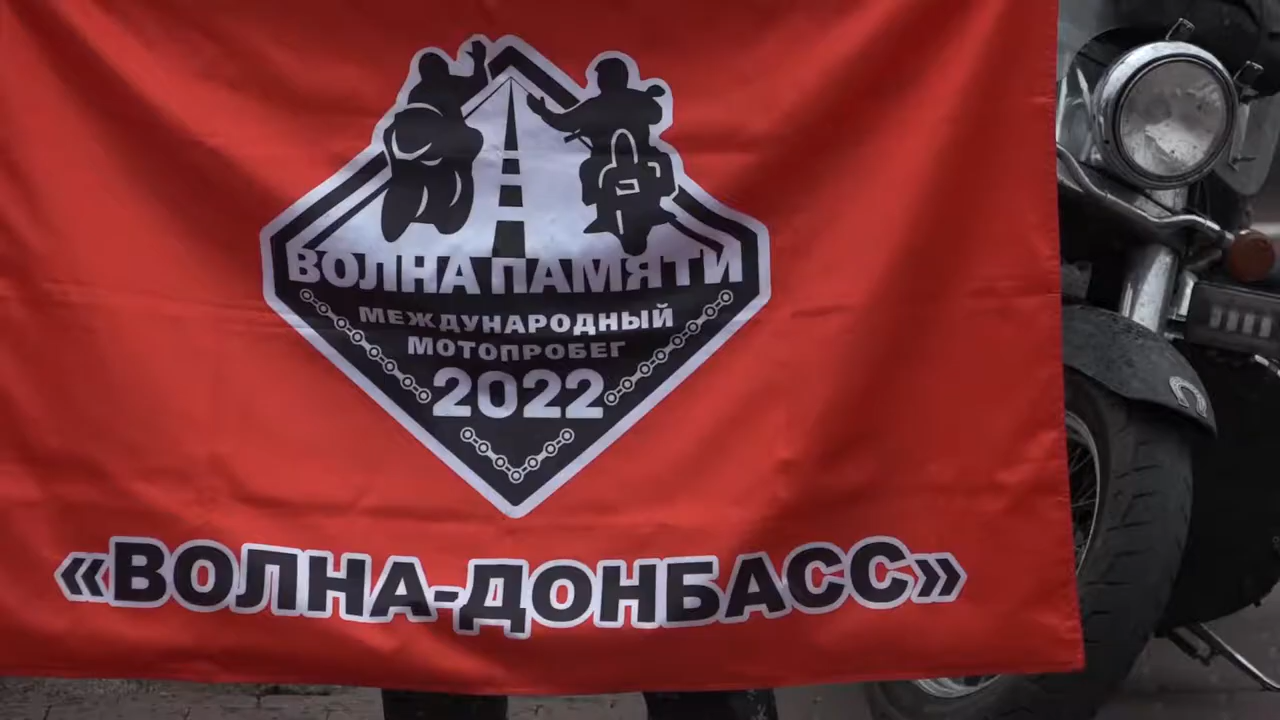 ВОЛНА ПАМЯТИ
МЕЖДУНАРОДНЫЙ
МОТОПРОБЕГ
2022
«ВОЛНА-ДОНБАСС»